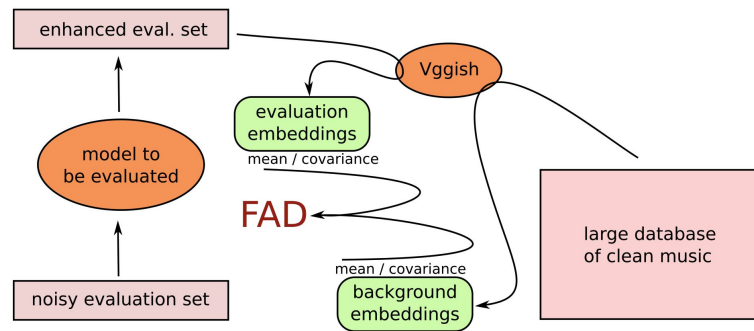 enhanced eval. set
Vggish
evaluation
embeddings
mean / covariance
model to
be evaluated
FAD
large database
of clean music
mean / covariance
noisy evaluation set
background
embeddings